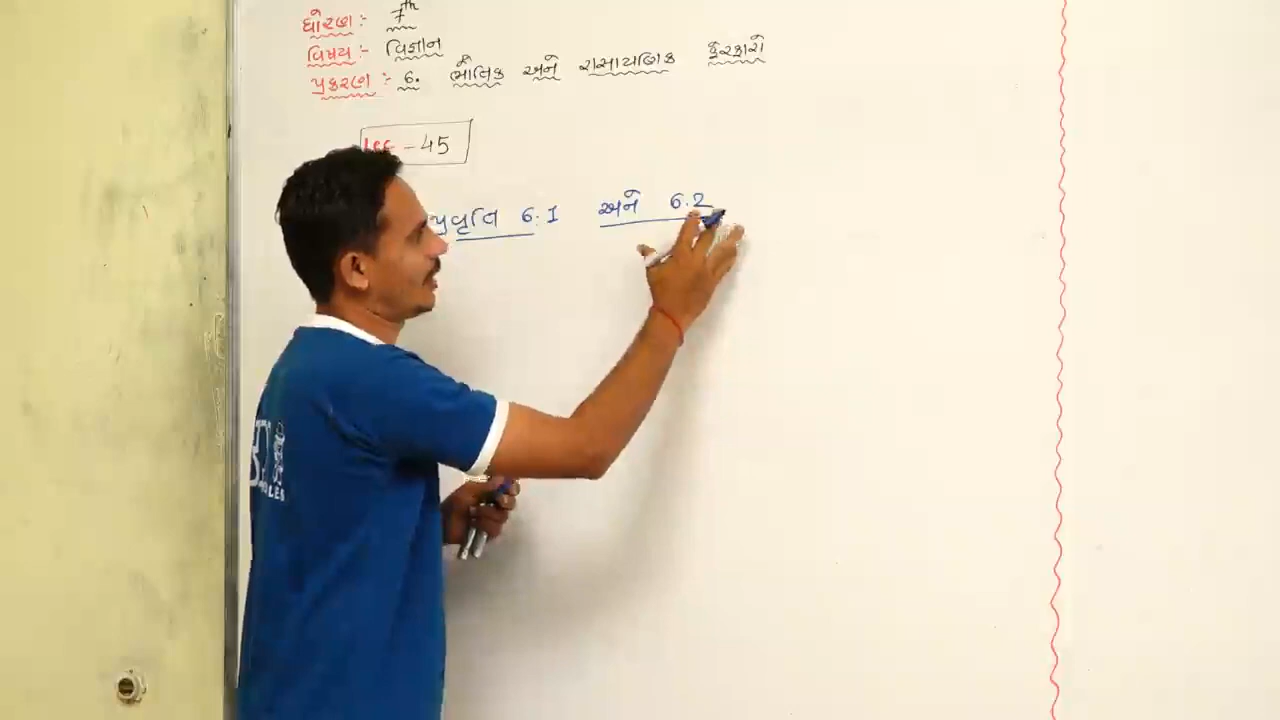 ધોરણ :- 7th
વિષય :- વિજ્ઞાન
પ્રકરણ :- 6. ભૌતિક અને રાસાયણિક ફેરફારો
Lec - 45
પ્રવૃતિ 6.1 અને 6.2